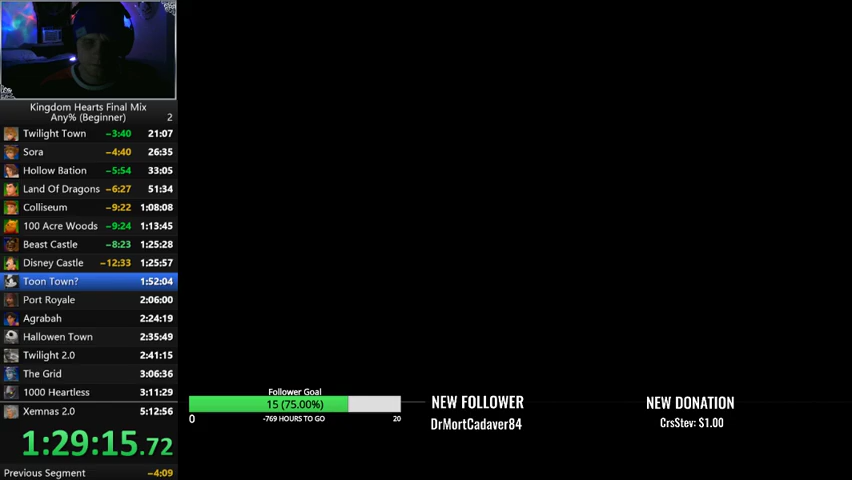 Kingdom Hearts Final Mix
Any% (Beginner) 2
Twilight Town −3:40 21:07
Sora −4:40 26:35
Hollow Bation −5:54 33:05
Land Of Dragons −6:27 51:34
Colliseum −9:22 1:08:08
100 Acre Woods −9:24 1:13:45
Beast Castle −8:23 1:25:28
Disney Castle −12:33 1:25:57
Toon Town? 1:52:04
Port Royale 2:06:00
Agrabah 2:24:19
Hallowen Town 2:35:49
Twilight 2.0 2:41:15
The Grid 3:06:36
1000 Heartless 3:11:29
Xemnas 2.0 5:12:56
1:29:15.72
Previous Segment −4:09
Follower Goal
15 (75.00%)
0 -769 HOURS TO GO 20
NEW FOLLOWER
DrMortCadaver84
NEW DONATION
CrsStev: $1.00